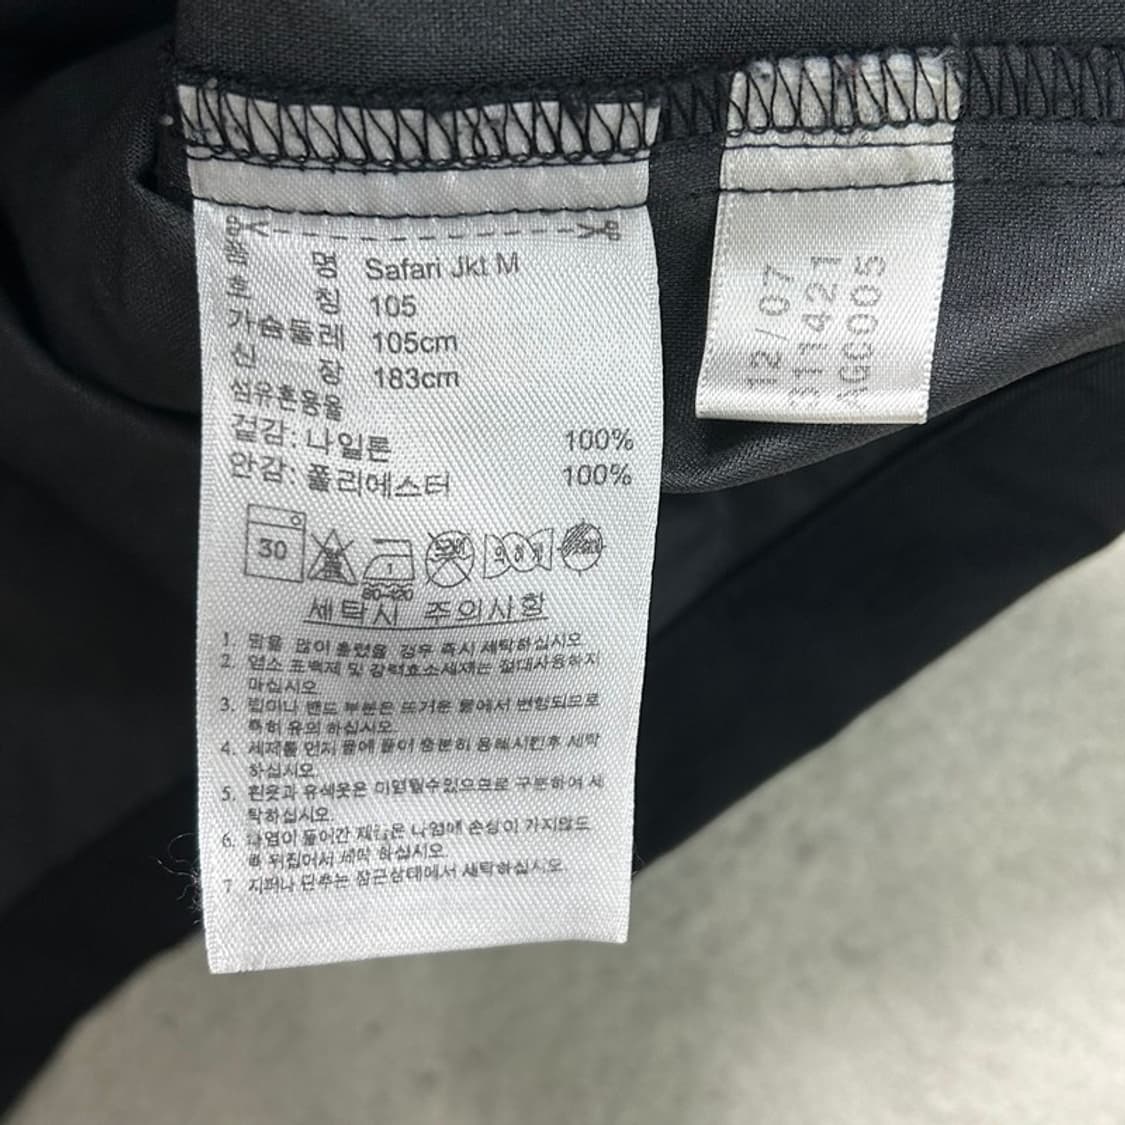 품 명 Safari Jkt M
호 칭 105
가슴둘레 105cm
신 장 183cm
섬유혼용율
겉감: 나일론 100%
안감: 폴리에스터 100%
30
80~120
세탁시 주의사항
1. 땀을 많이 흘렸을 경우 즉시 세탁하십시오
2. 염소 표백제 및 강력효소세제는 절대사용하지
마십시오
3. 밑이나 밴드 부분은 뜨거운 물에서 변형되므로
특히 유의 하십시오
4. 세제를 먼저 물에 풀어 충분히 용해시킨후 세탁
하십시오.
5. 흰옷과 유색옷은 이염될수있으므로 구분하여 세
탁하십시오.
6. 나염이 들어간 제품은 나염에 손상이 가지않도
록 뒤집어서 세탁 하십시오.
7. 지퍼나 단추는 잠근상태에서 세탁하십시오.
12/07
311421
AGC005